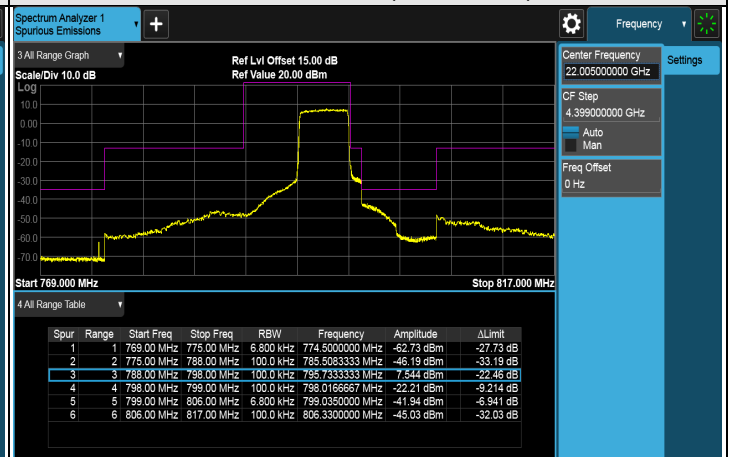 Spectrum Analyzer 1
Spurious Emissions
Frequency
3 All Range Graph
Ref Lvl Offset 15.00 dB
Scale/Div 10.0 dB
Ref Value 20.00 dBm
Log
10.0
0.00
-10.0
-20.0
-30.0
-40.0
-50.0
-60.0
-70.0
Start 769.000 MHz
Stop 817.000 MHz
Center Frequency
22.005000000 GHz
Settings
CF Step
4.399000000 GHz
Auto
Man
Freq Offset
0 Hz
4 All Range Table
Spur Range Start Freq Stop Freq RBW Frequency Amplitude ΔLimit
1 1 769.00 MHz 775.00 MHz 6.800 kHz 774.5000000 MHz -62.73 dBm -27.73 dB
2 2 775.00 MHz 788.00 MHz 100.0 kHz 785.5083333 MHz -46.19 dBm -33.19 dB
3 3 788.00 MHz 798.00 MHz 100.0 kHz 795.7333333 MHz 7.544 dBm -22.46 dB
4 4 798.00 MHz 799.00 MHz 100.0 kHz 798.0166667 MHz -22.21 dBm -9.214 dB
5 5 799.00 MHz 806.00 MHz 6.800 kHz 799.0350000 MHz -41.94 dBm -6.941 dB
6 6 806.00 MHz 817.00 MHz 100.0 kHz 806.3300000 MHz -45.03 dBm -32.03 dB